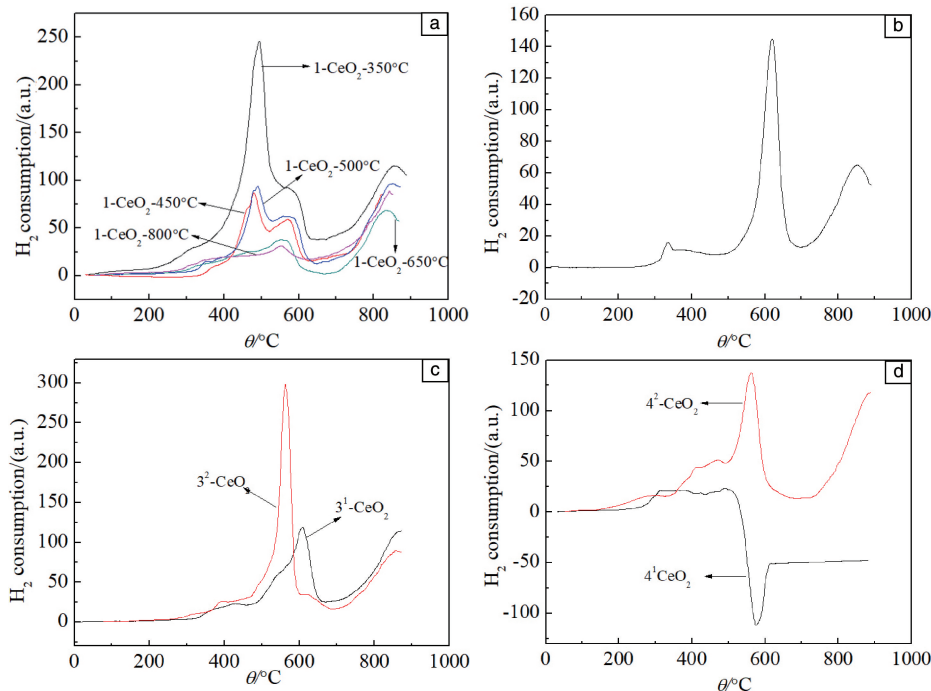 a
H₂ consumption/(a.u.)
250
200
150
100
50
0
1-CeO₂-350°C
1-CeO₂-500°C
1-CeO₂-450°C
1-CeO₂-800°C
1-CeO₂-650°C
0 200 400 600 800 1000
θ/°C
b
H₂ consumption/(a.u.)
160
140
120
100
80
60
40
20
0
-20
0 200 400 600 800 1000
θ/°C
c
H₂ consumption/(a.u.)
300
250
200
150
100
50
0
3²-CeO₂
3¹-CeO₂
0 200 400 600 800 1000
θ/°C
d
H₂ consumption/(a.u.)
150
100
50
0
-50
-100
4²-CeO₂
4¹CeO₂
0 200 400 600 800 1000
θ/°C